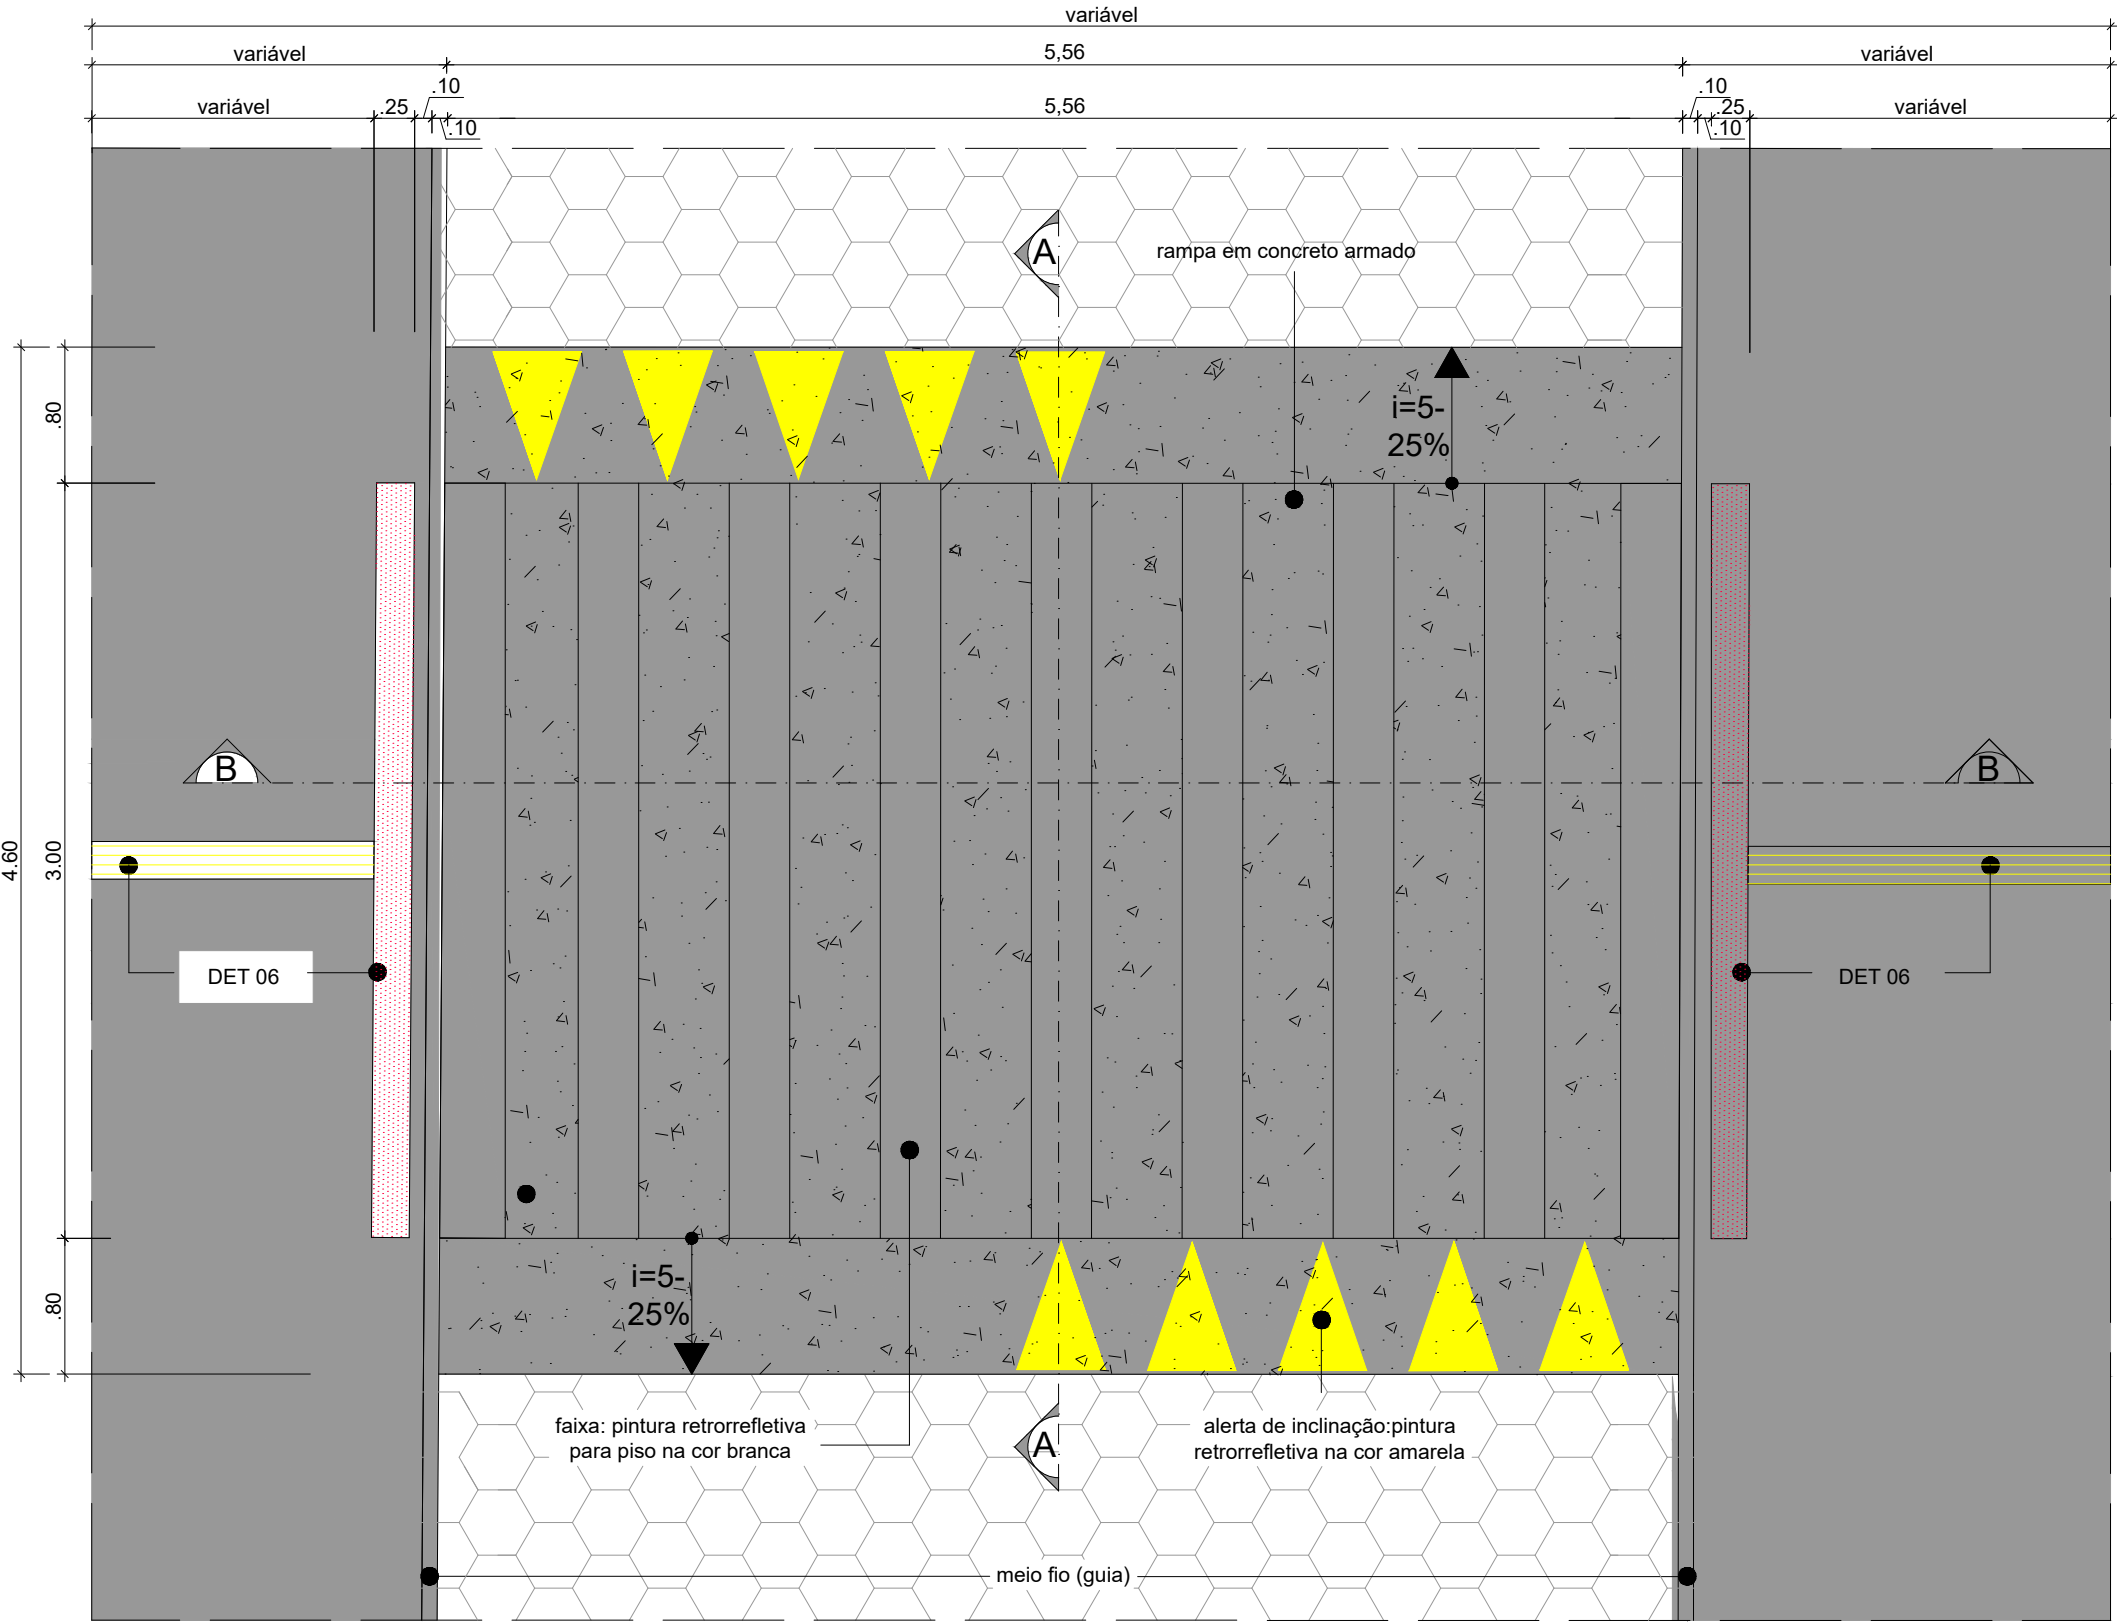 variável
variável
5,56
variável
.10
.10
variável
.25
5,56
.25
variável
.10
.10
A
rampa em concreto armado
.80
i=5-
25%
B
B
4.60
3.00
DET 06
DET 06
i=5-
25%
.80
faixa: pintura retrorrefletiva
para piso na cor branca
A
alerta de inclinação:pintura
retrorrefletiva na cor amarela
meio fio (guia)